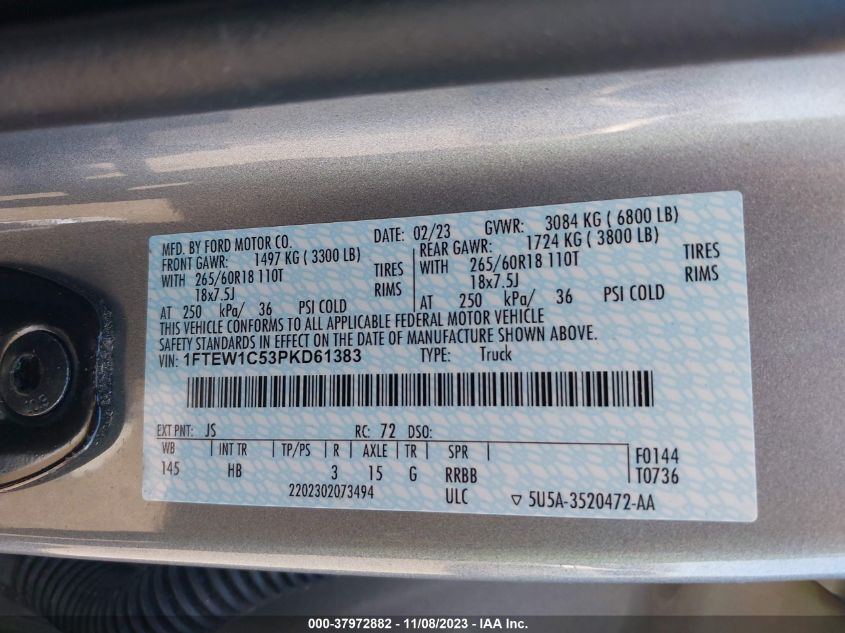 MFD. BY FORD MOTOR CO. DATE: 02/23 GVWR: 3084 KG ( 6800 LB)
FRONT GAWR: 1497 KG ( 3300 LB) REAR GAWR: 1724 KG ( 3800 LB)
WITH 265/60R18 110T TIRES WITH 265/60R18 110T TIRES
18x7.5J RIMS 18x7.5J RIMS
AT 250 kPa/ 36 PSI COLD AT 250 kPa/ 36 PSI COLD
THIS VEHICLE CONFORMS TO ALL APPLICABLE FEDERAL MOTOR VEHICLE
SAFETY STANDARDS IN EFFECT ON THE DATE OF MANUFACTURE SHOWN ABOVE.
VIN: 1FTEW1C53PKD61383 TYPE: Truck
EXT PNT: JS RC: 72 DSO:
WB INT TR TP/PS R AXLE TR SPR F0144
145 HB 3 15 G RRBB T0736
2202302073494 ULC ▽ 5U5A-3520472-AA
000-37972882 - 11/08/2023 - IAA Inc.